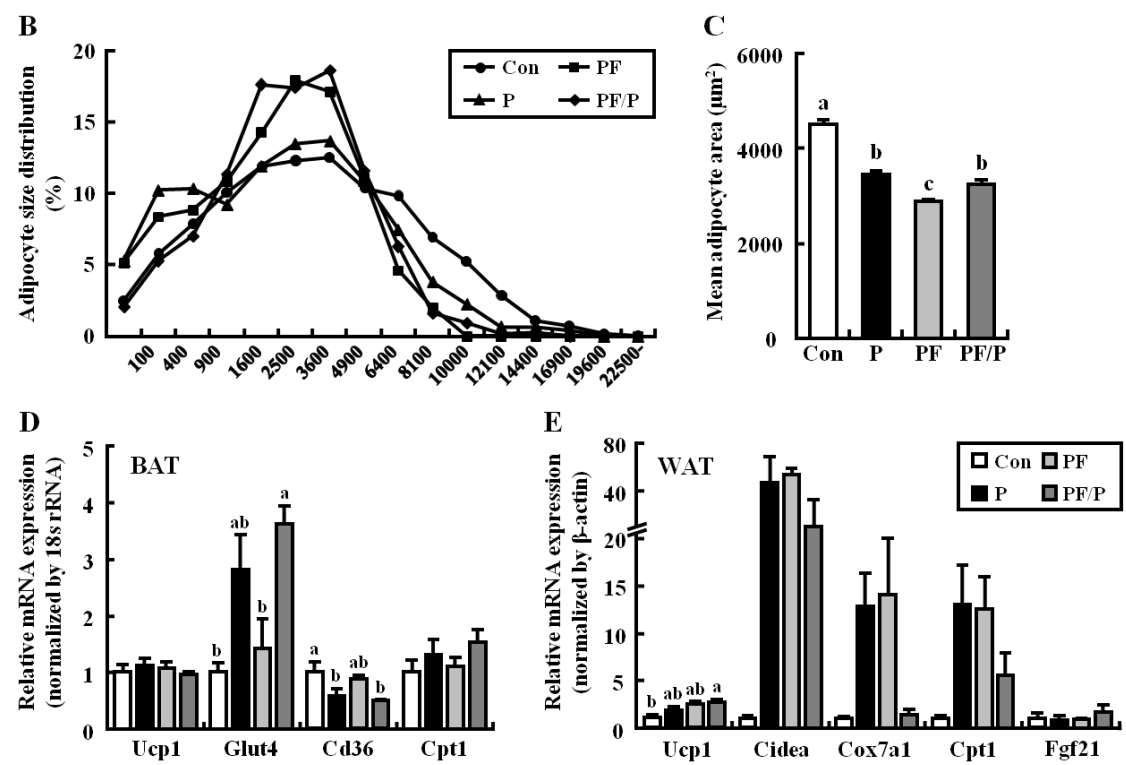 B
Adipocyte size distribution
(%)
20
15
10
5
0
Con
PF
P
PF/P
100
400
900
1600
2500
3600
4900
6400
8100
10000
12100
14400
16900
19600
22500-
C
Mean adipocyte area (μm²)
6000
4000
2000
0
a
b
c
b
Con
P
PF
PF/P
D
BAT
Relative mRNA expression
(normalized by 18s rRNA)
5
4
3
2
1
0
b
ab
b
a
a
b
ab
b
Ucp1
Glut4
Cd36
Cpt1
E
WAT
Relative mRNA expression
(normalized by β-actin)
80
40
20
15
10
5
0
Con
PF
P
PF/P
b
ab
ab
a
Ucp1
Cidea
Cox7a1
Cpt1
Fgf21